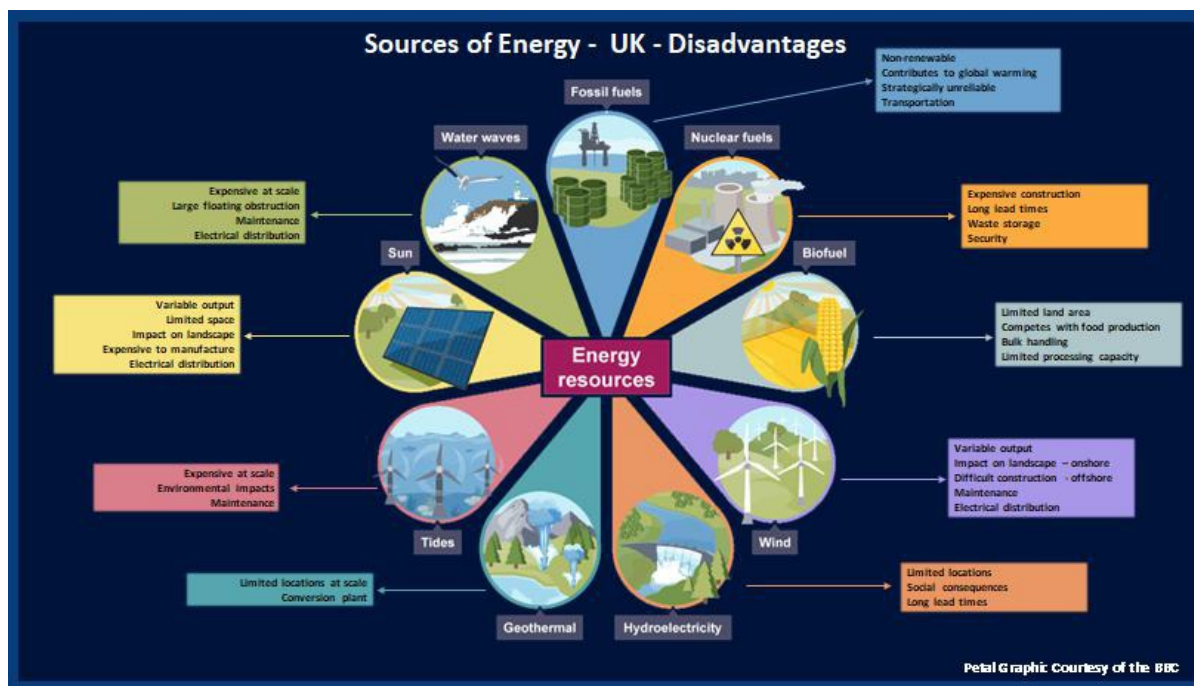 Sources of Energy - UK - Disadvantages
Fossil fuels
Non-renewable
Contributes to global warming
Strategically unreliable
Transportation
Water waves
Nuclear fuels
Expensive at scale
Large floating obstruction
Maintenance
Electrical distribution
Expensive construction
Long lead times
Waste storage
Security
Sun
Biofuel
Variable output
Limited space
Impact on landscape
Expensive to manufacture
Electrical distribution
Limited land area
Competes with food production
Bulk handling
Limited processing capacity
Energy
resources
Expensive at scale
Environmental impacts
Maintenance
Variable output
Impact on landscape – onshore
Difficult construction - offshore
Maintenance
Electrical distribution
Tides
Wind
Limited locations at scale
Conversion plant
Limited locations
Social consequences
Long lead times
Geothermal
Hydroelectricity
Petal Graphic Courtesy of the BBC